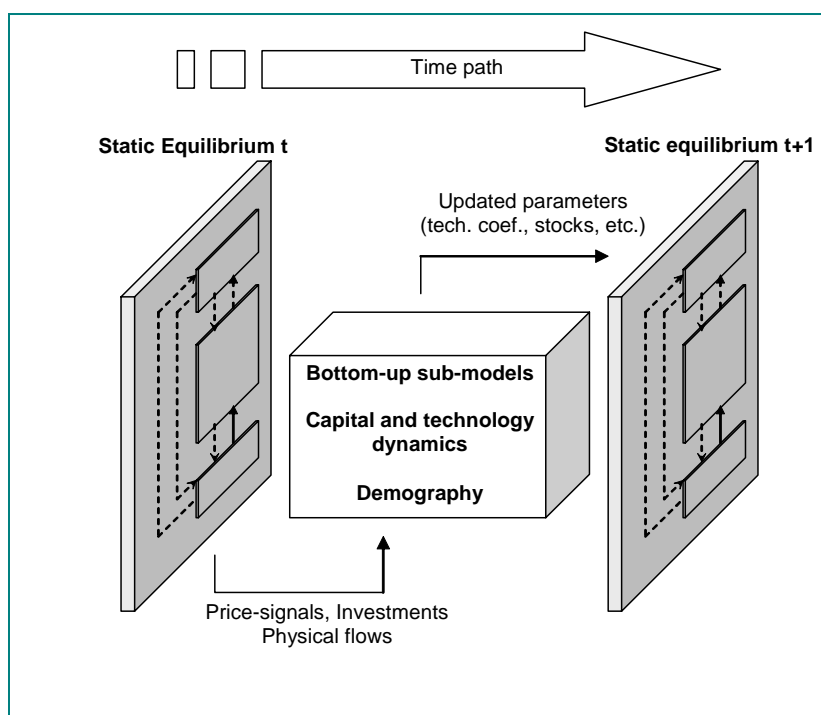 Time path
Static Equilibrium t
Static equilibrium t+1
Updated parameters
(tech. coef., stocks, etc.)
Bottom-up sub-models
Capital and technology
dynamics
Demography
Price-signals, Investments
Physical flows